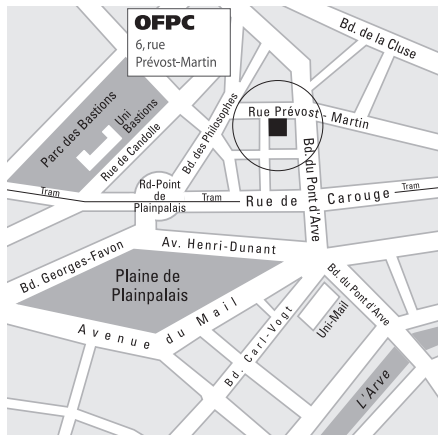 OFPC
6, rue
Prévost-Martin
Bd. de la Cluse
Parc des Bastions
Uni
Bastions
Rue de Candolle
Bd. des Philosophes
Rue Prévost - Martin
Bd. du Pont d'Arve
Tram
Rd-Point
de
Plainpalais
Tram
Rue de Carouge
Tram
Bd. Georges-Favon
Av. Henri-Dunant
Plaine de
Plainpalais
Avenue du Mail
Bd. Carl-Vogt
Uni-Mail
Bd. du Pont d'Arve
L'Arve